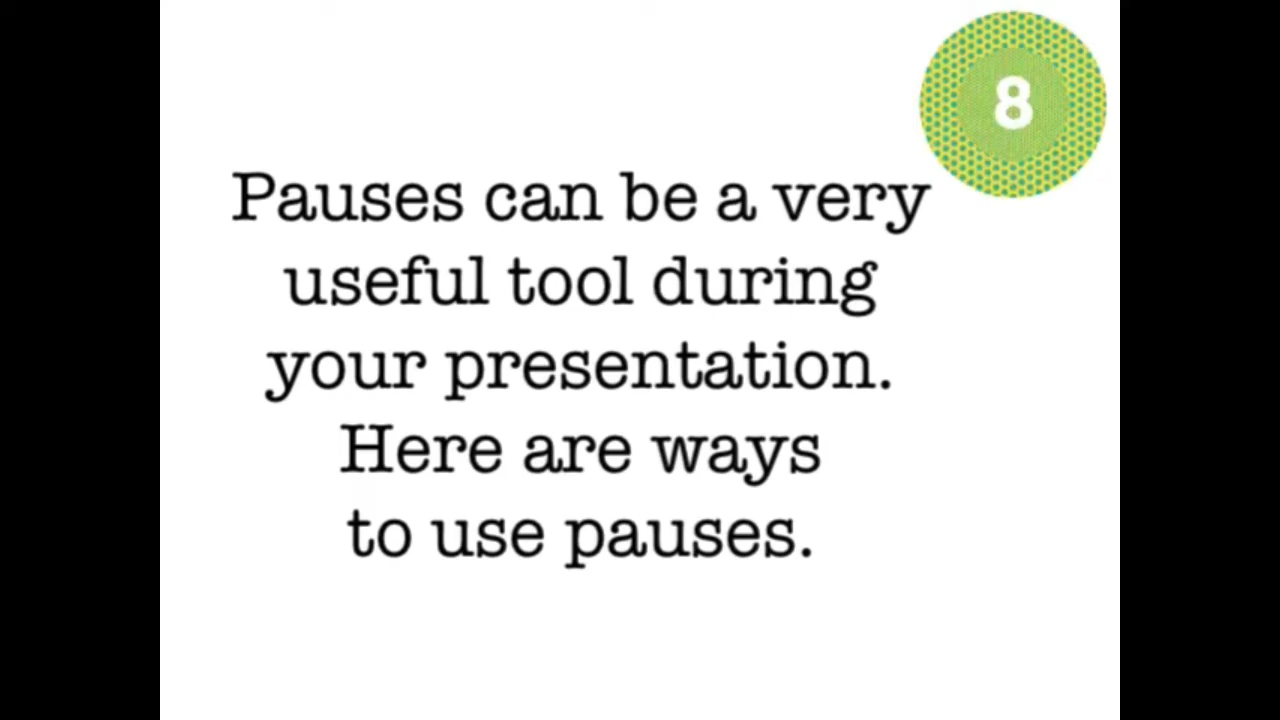 8
Pauses can be a very
useful tool during
your presentation.
Here are ways
to use pauses.